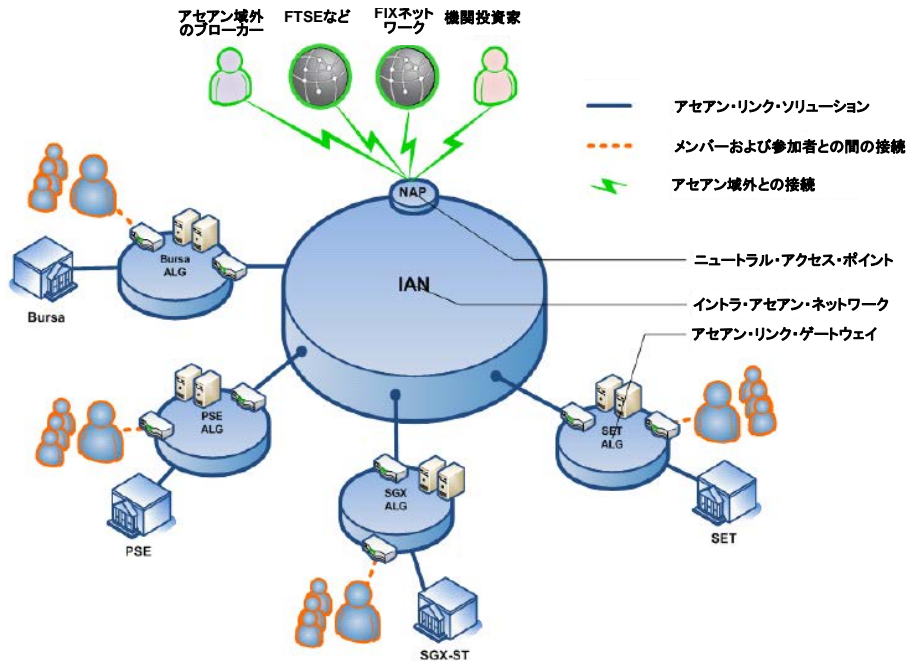 アセアン域外
のブローカー
FTSEなど
FIXネット
ワーク
機関投資家
アセアン・リンク・ソリューション
メンバーおよび参加者との間の接続
アセアン域外との接続
NAP
ニュートラル・アクセス・ポイント
IAN
イントラ・アセアン・ネットワーク
アセアン・リンク・ゲートウェイ
Bursa
ALG
Bursa
PSE
ALG
PSE
SGX
ALG
SGX-ST
SET
ALG
SET